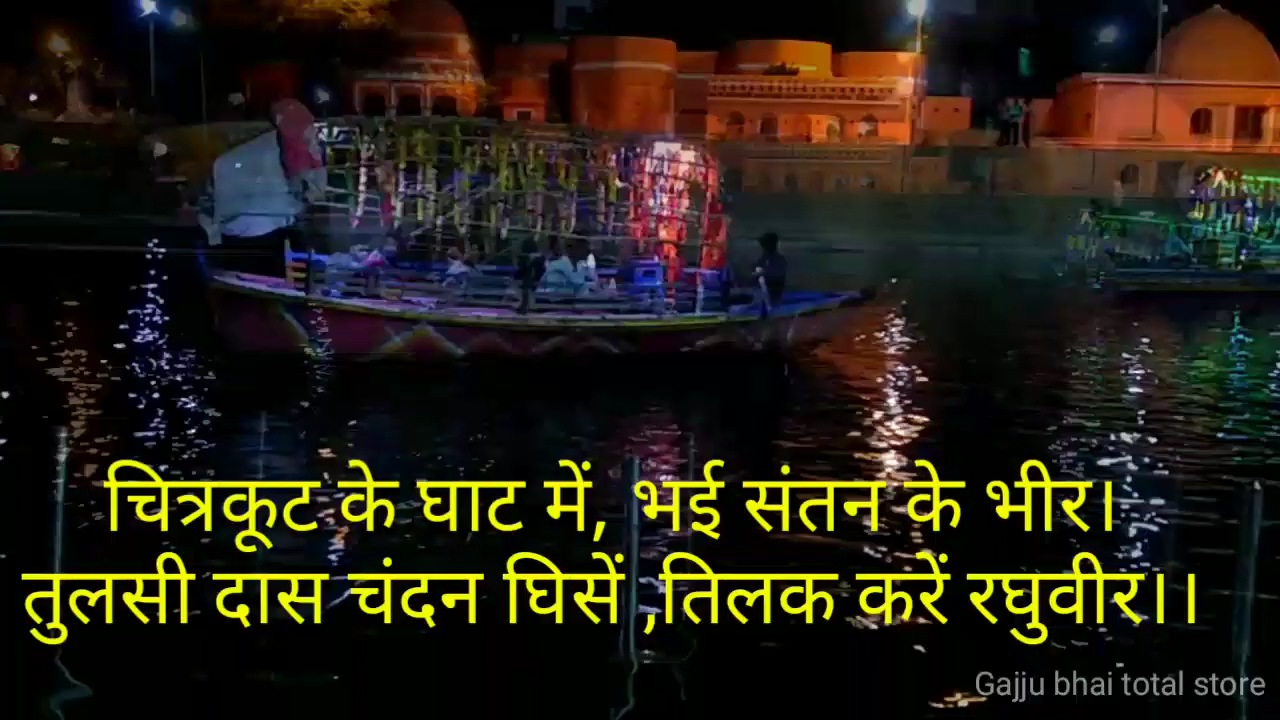 चित्रकूट के घाट में, भई संतन के भीर।
तुलसी दास चंदन घिसें ,तिलक करें रघुवीर।।
Gajju bhai total store